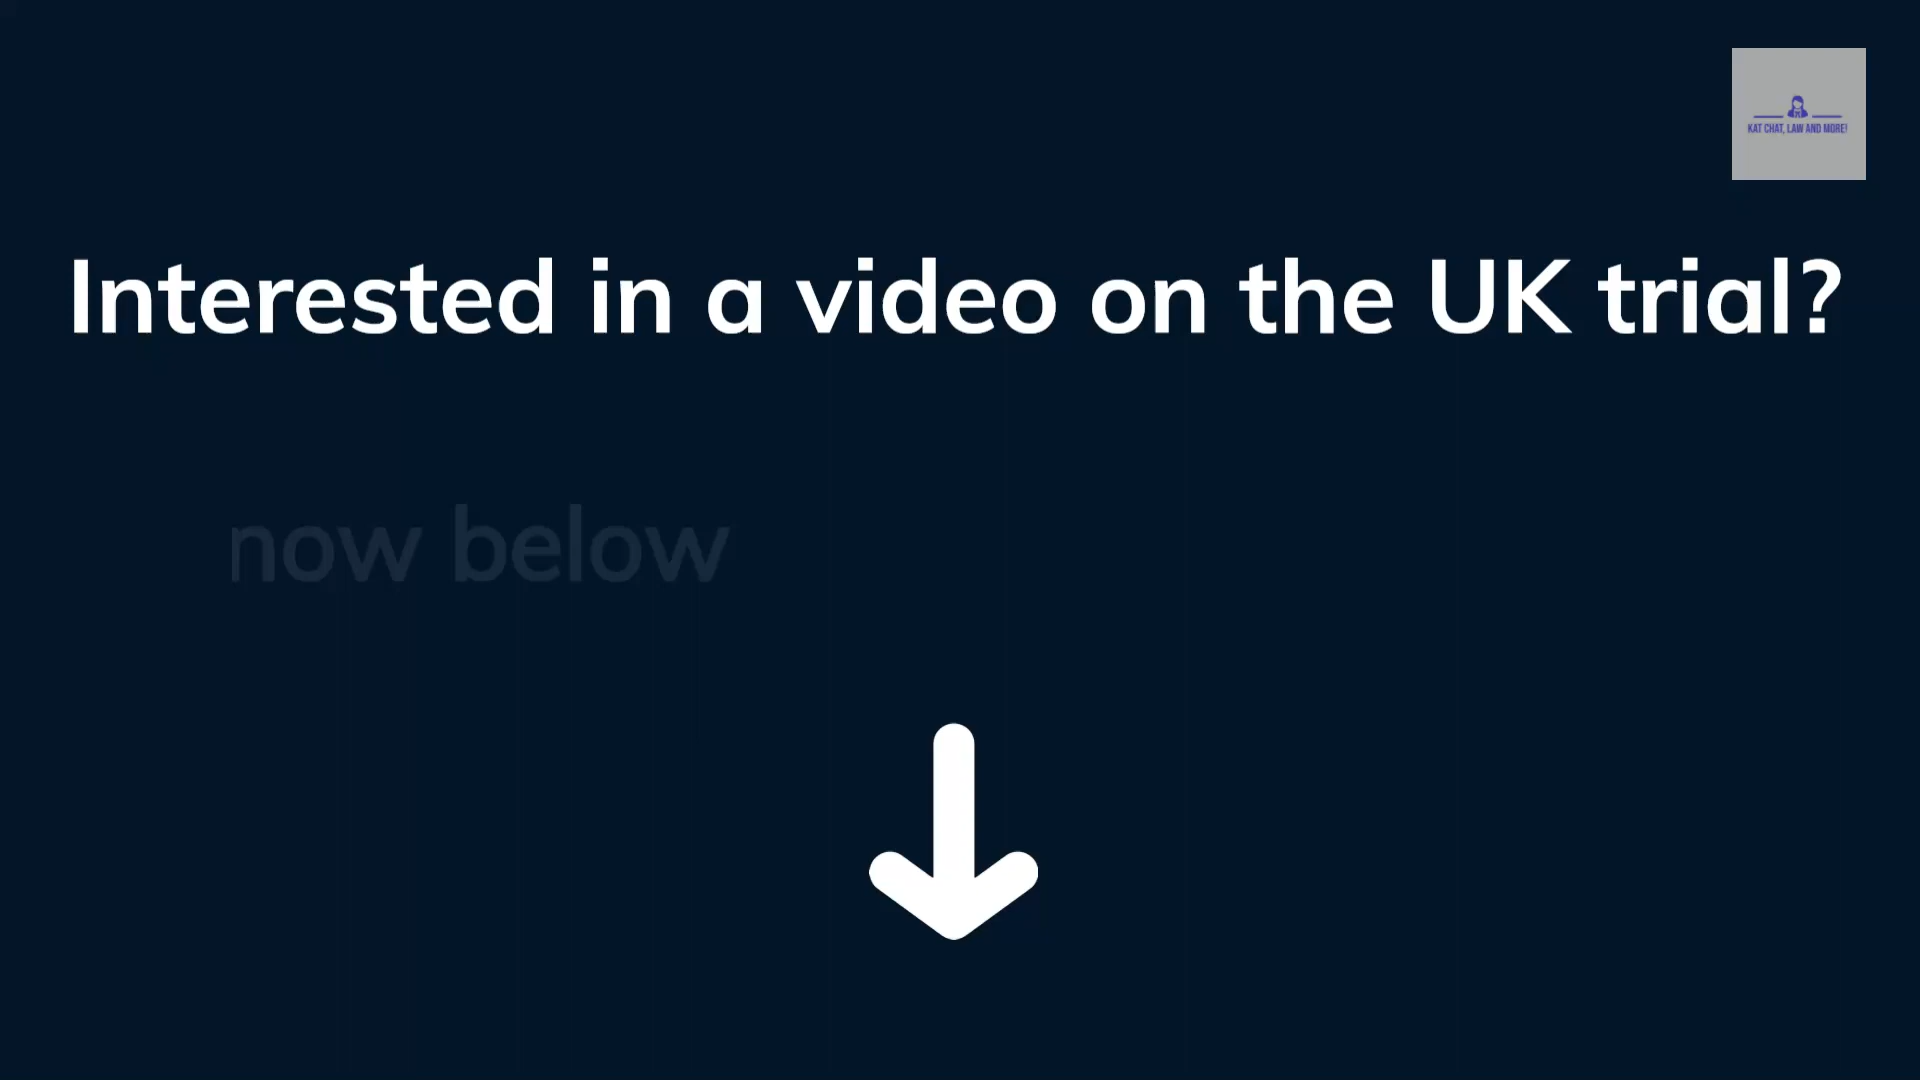 KAT CHAT, LAW AND MORE!
Interested in a video on the UK trial?
now below